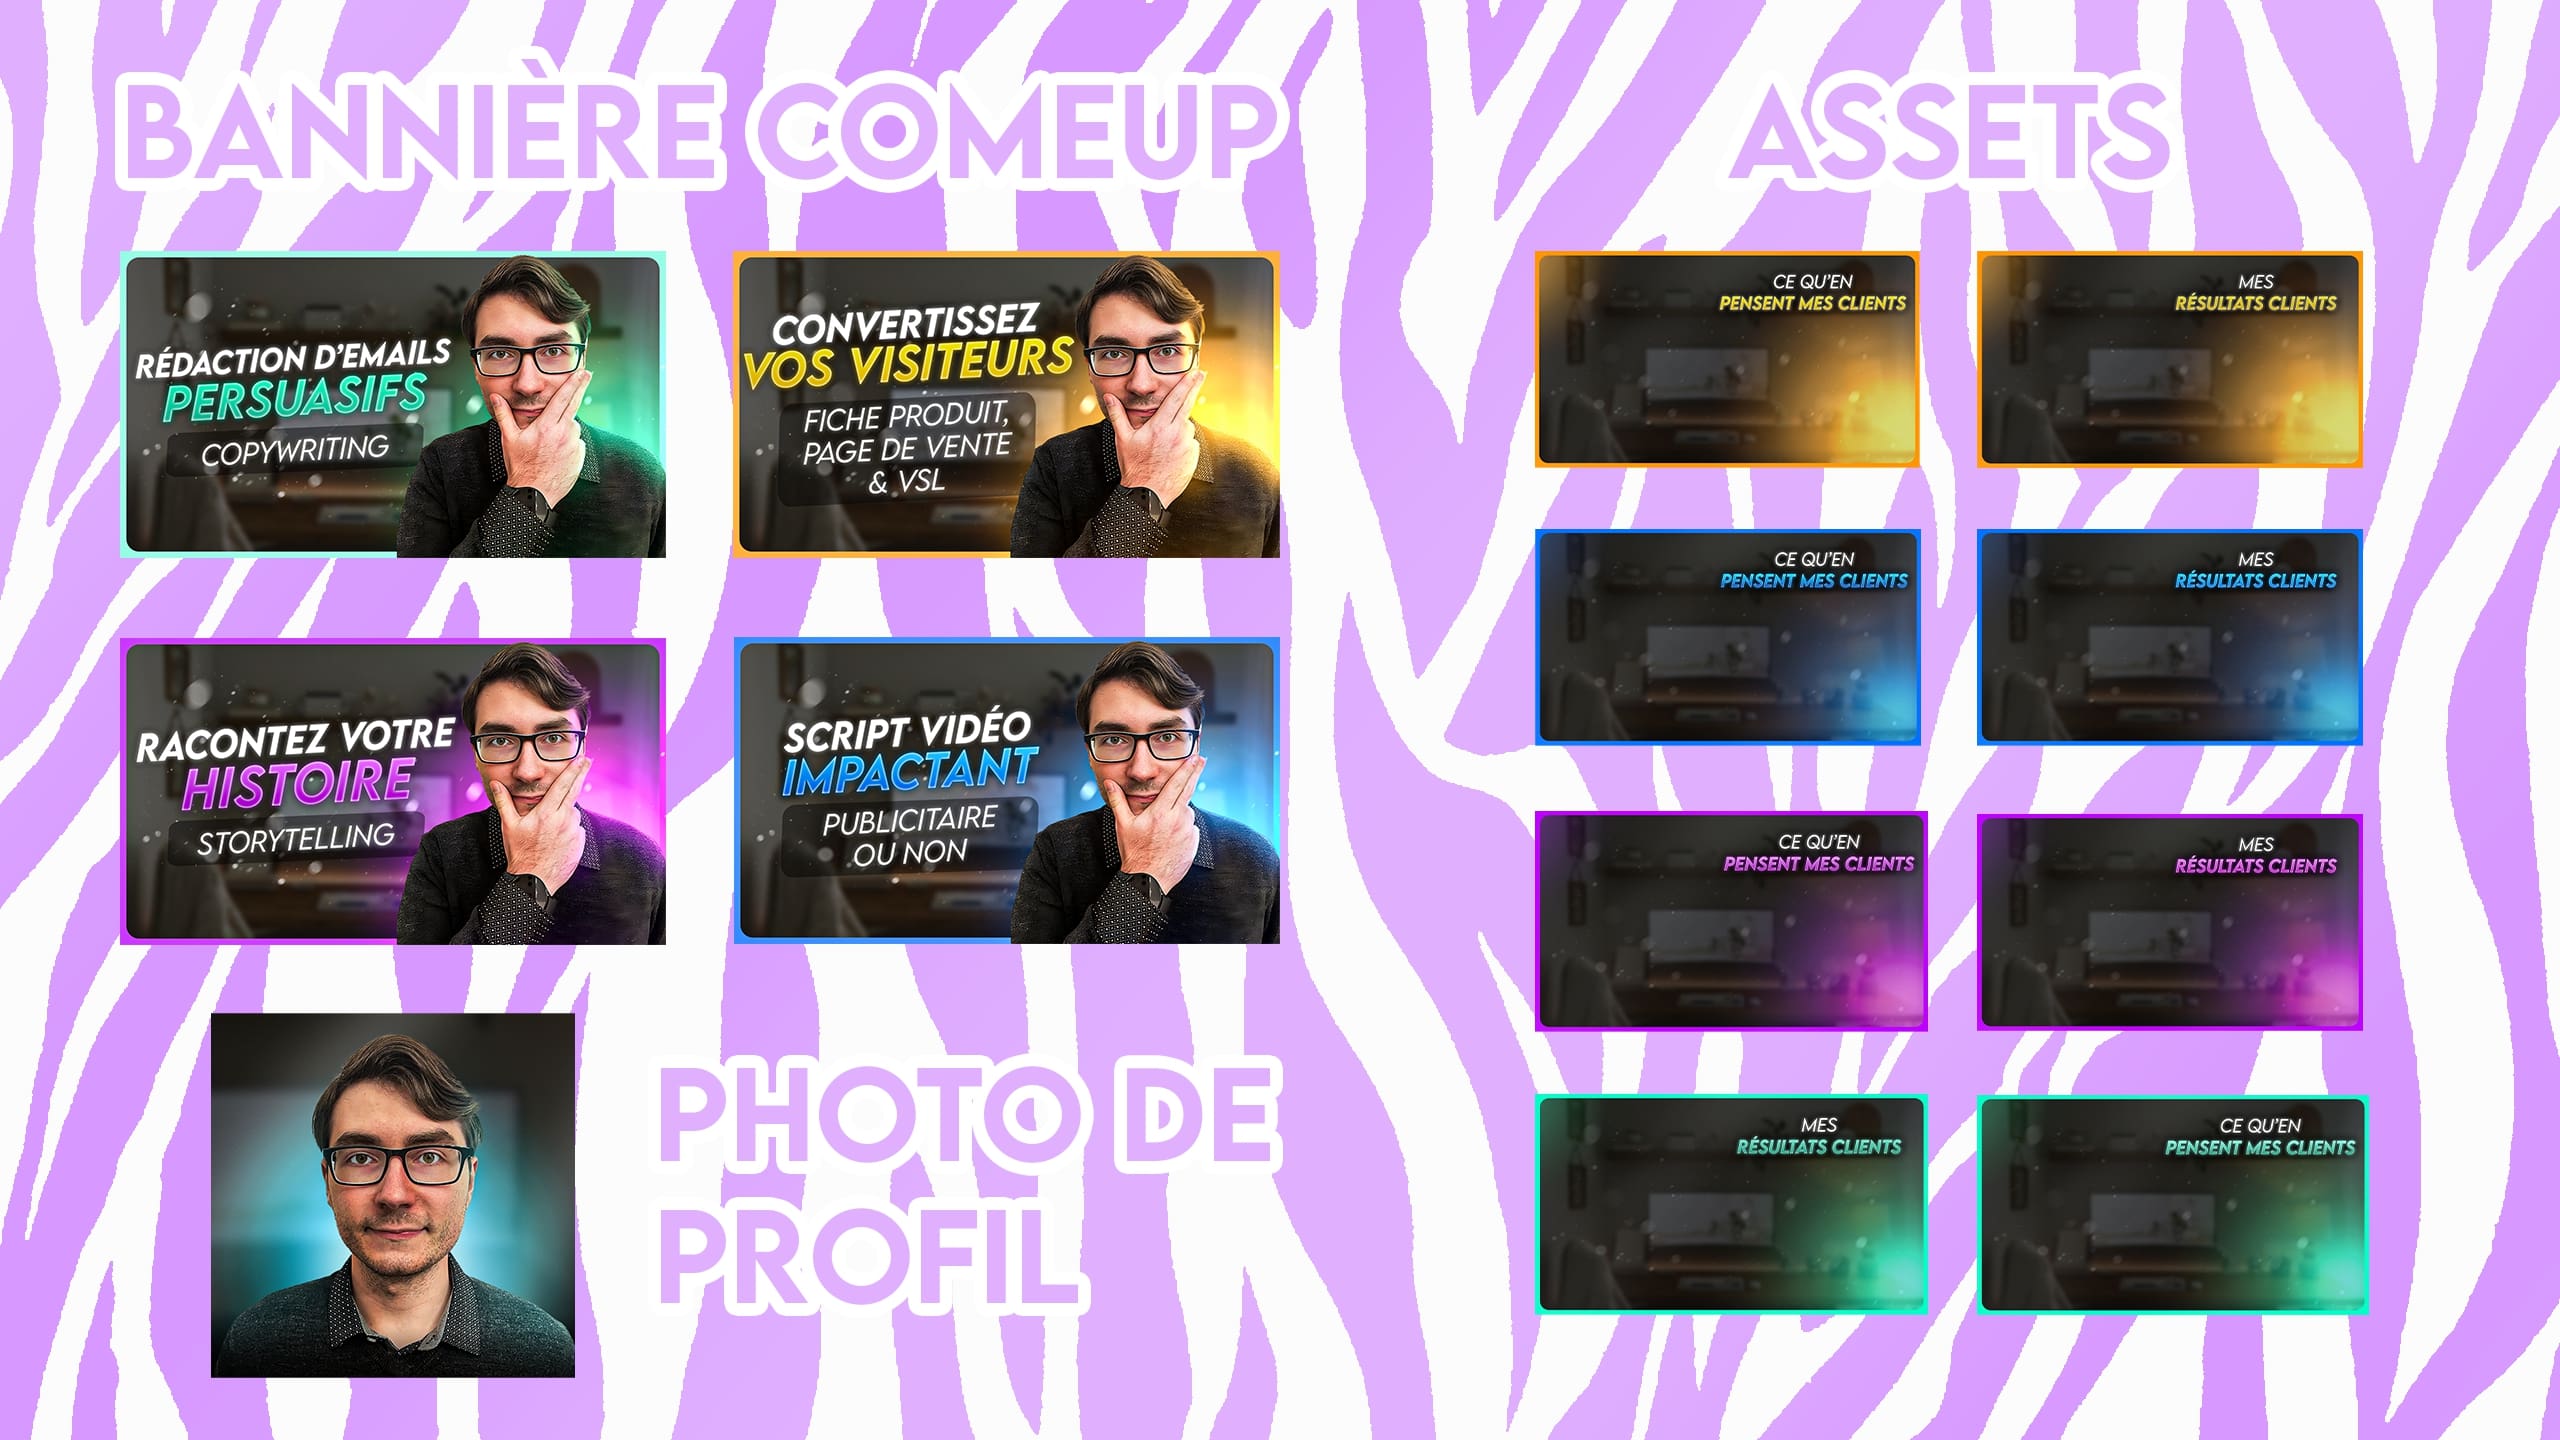 BANNIÈRE COMEUP
RÉDACTION D'EMAILS
PERSUASIFS
COPYWRITING
CONVERTISSEZ
VOS VISITEURS
FICHE PRODUIT,
PAGE DE VENTE
& VSL
RACONTEZ VOTRE
HISTOIRE
STORYTELLING
SCRIPT VIDÉO
IMPACTANT
PUBLICITAIRE
OU NON
PHOTO DE
PROFIL
ASSETS
CE QU'EN
PENSENT MES CLIENTS
MES
RÉSULTATS CLIENTS
CE QU'EN
PENSENT MES CLIENTS
MES
RÉSULTATS CLIENTS
CE QU'EN
PENSENT MES CLIENTS
MES
RÉSULTATS CLIENTS
MES
RÉSULTATS CLIENTS
CE QU'EN
PENSENT MES CLIENTS